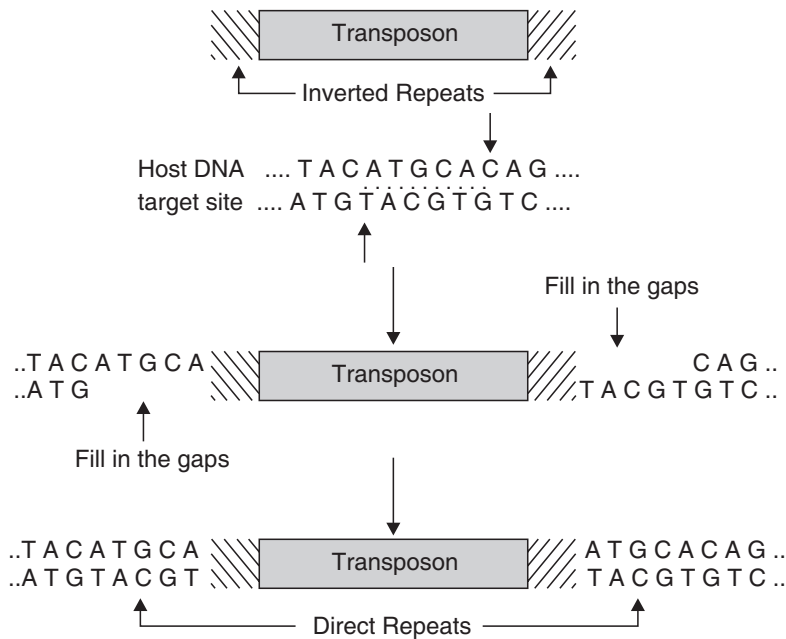 Transposon
Inverted Repeats
Host DNA .... T A C A T G C A C A G ....
target site .... A T G T A C G T G T C ....
Fill in the gaps
..T A C A T G C A Transposon C A G ..
..A T G T A C G T G T C ..
Fill in the gaps
..T A C A T G C A Transposon A T G C A C A G ..
..A T G T A C G T T A C G T G T C ..
Direct Repeats